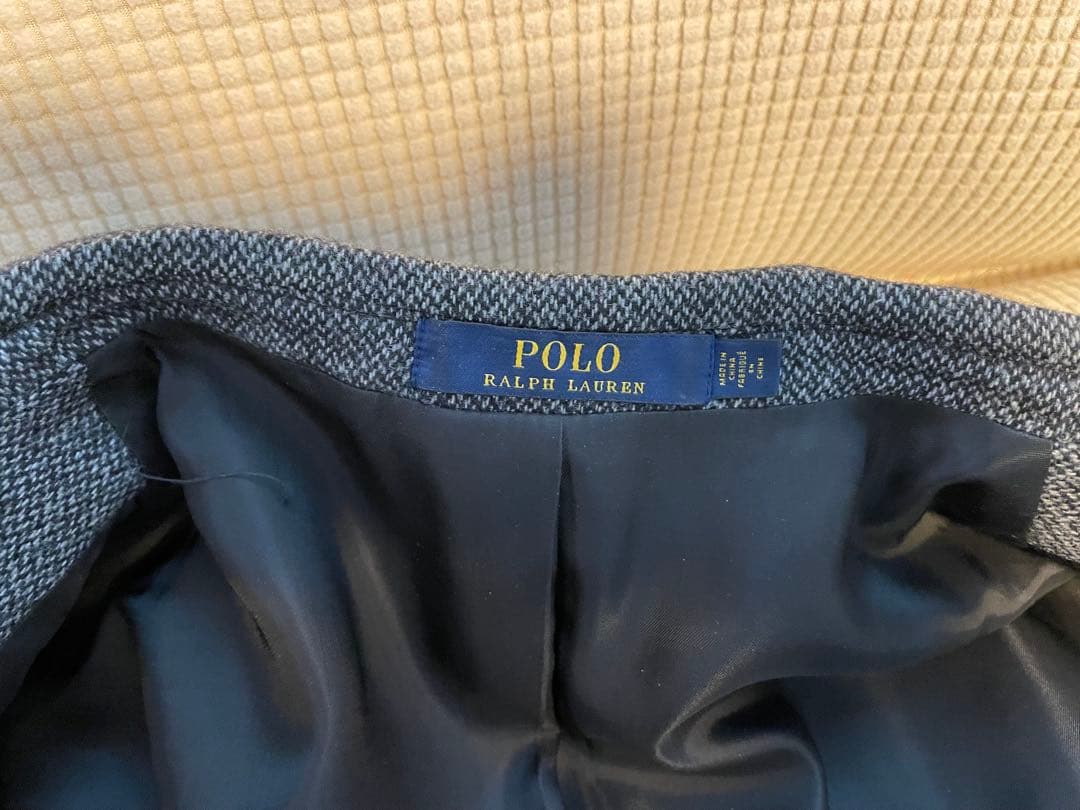 POLO
RALPH LAUREN
MADE IN
CHINA
FABRIQUÉ
EN
CHINE